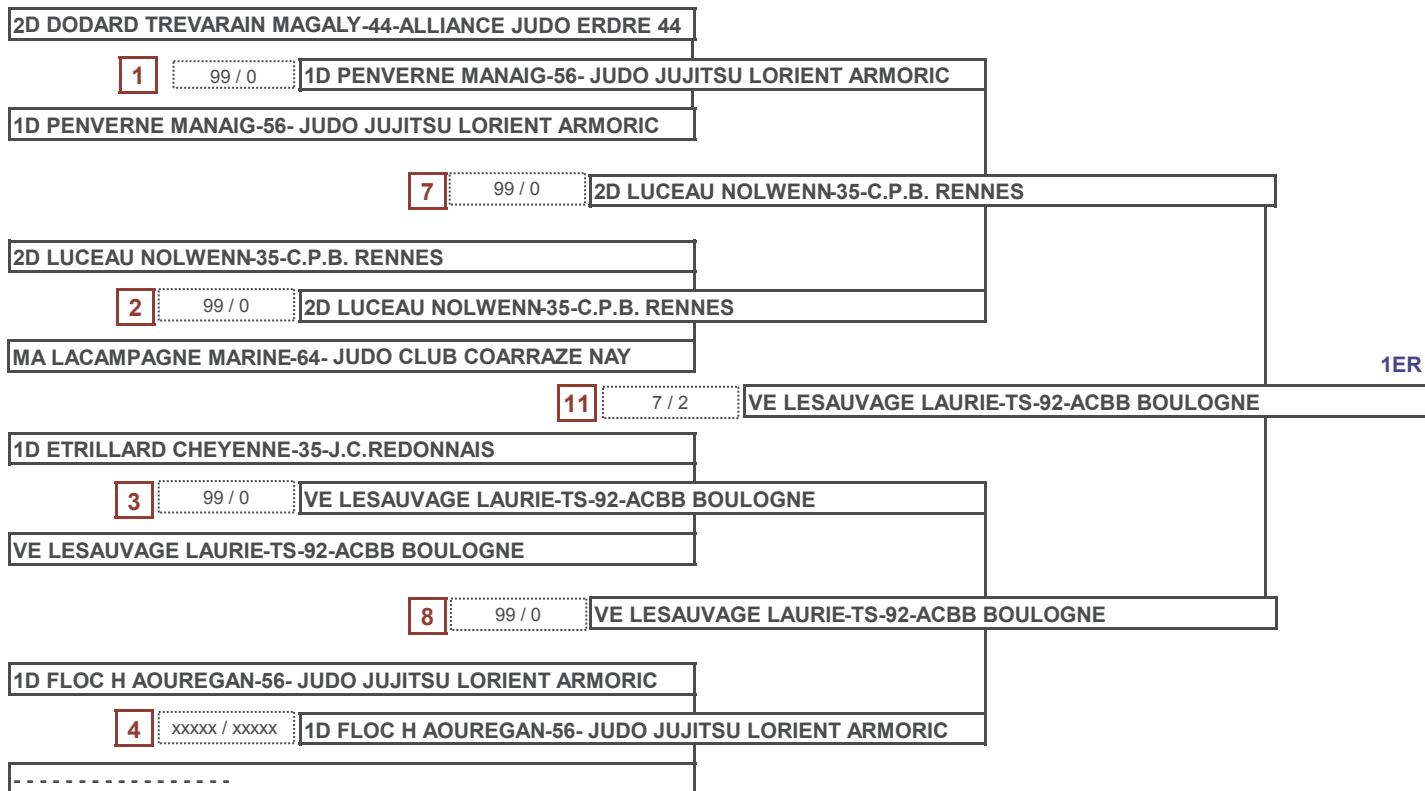 2D DODARD TREVARAIN MAGALY-44-ALLIANCE JUDO ERDRE 44
1 99 / 0 1D PENVERNE MANAIG-56- JUDO JUJITSU LORIENT ARMORIC
1D PENVERNE MANAIG-56- JUDO JUJITSU LORIENT ARMORIC
7 99 / 0 2D LUCEAU NOLWENN-35-C.P.B. RENNES
2D LUCEAU NOLWENN-35-C.P.B. RENNES
2 99 / 0 2D LUCEAU NOLWENN-35-C.P.B. RENNES
MA LACAMPAGNE MARINE-64- JUDO CLUB COARRAZE NAY
1ER
11 7 / 2 VE LESAUVAGE LAURIE-TS-92-ACBB BOULOGNE
1D ETRILLARD CHEYENNE-35-J.C.REDONNAIS
3 99 / 0 VE LESAUVAGE LAURIE-TS-92-ACBB BOULOGNE
VE LESAUVAGE LAURIE-TS-92-ACBB BOULOGNE
8 99 / 0 VE LESAUVAGE LAURIE-TS-92-ACBB BOULOGNE
1D FLOC H AOUREGAN-56- JUDO JUJITSU LORIENT ARMORIC
4 xxxxx / xxxxx 1D FLOC H AOUREGAN-56- JUDO JUJITSU LORIENT ARMORIC
- - - - - - - - - - - - - - - - -